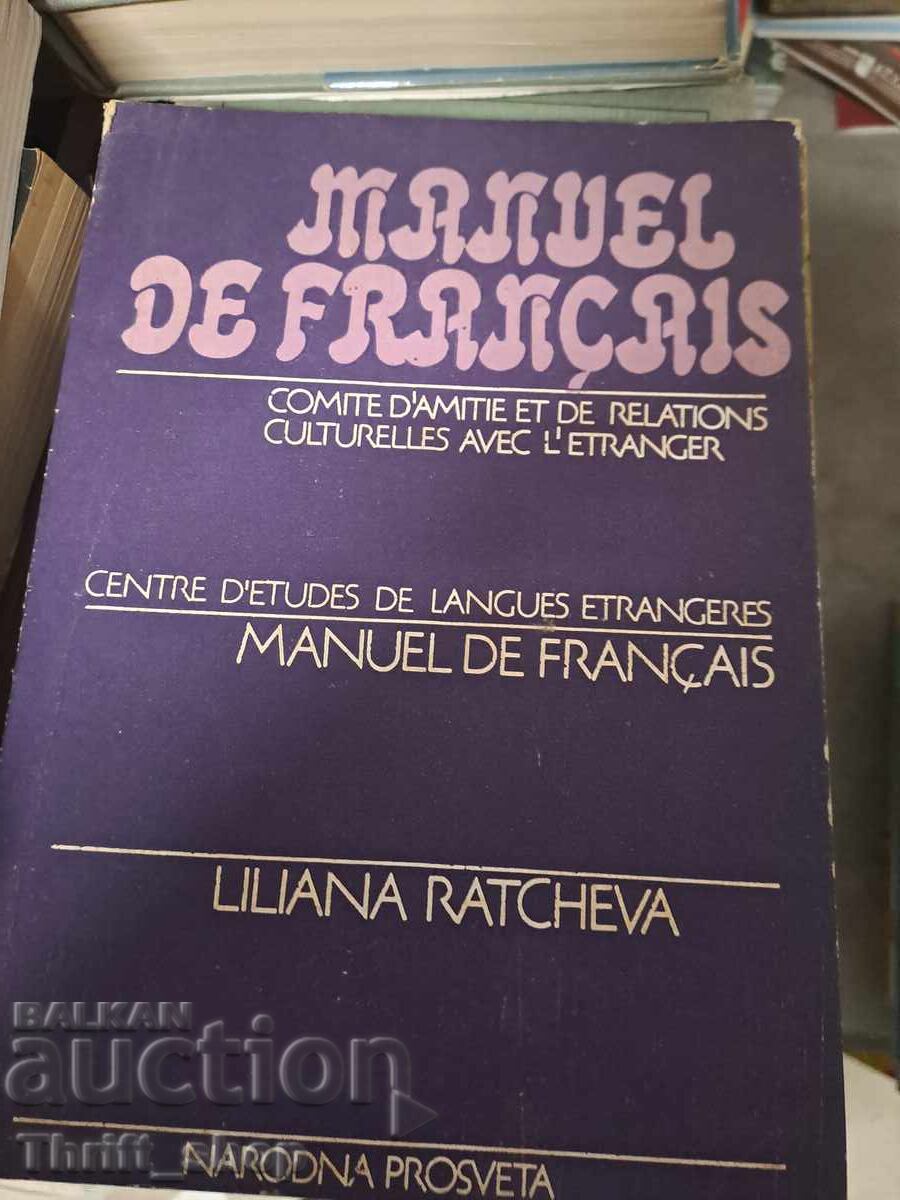 MANUEL
DE FRANÇAIS
COMITE D'AMITIE ET DE RELATIONS
CULTURELLES AVEC L'ETRANGER
CENTRE D'ETUDES DE LANGUES ETRANGERES
MANUEL DE FRANÇAIS
LILIANA RATCHEVA
BALKAN
auction
Thrift_shop
NARODNA PROSVETA